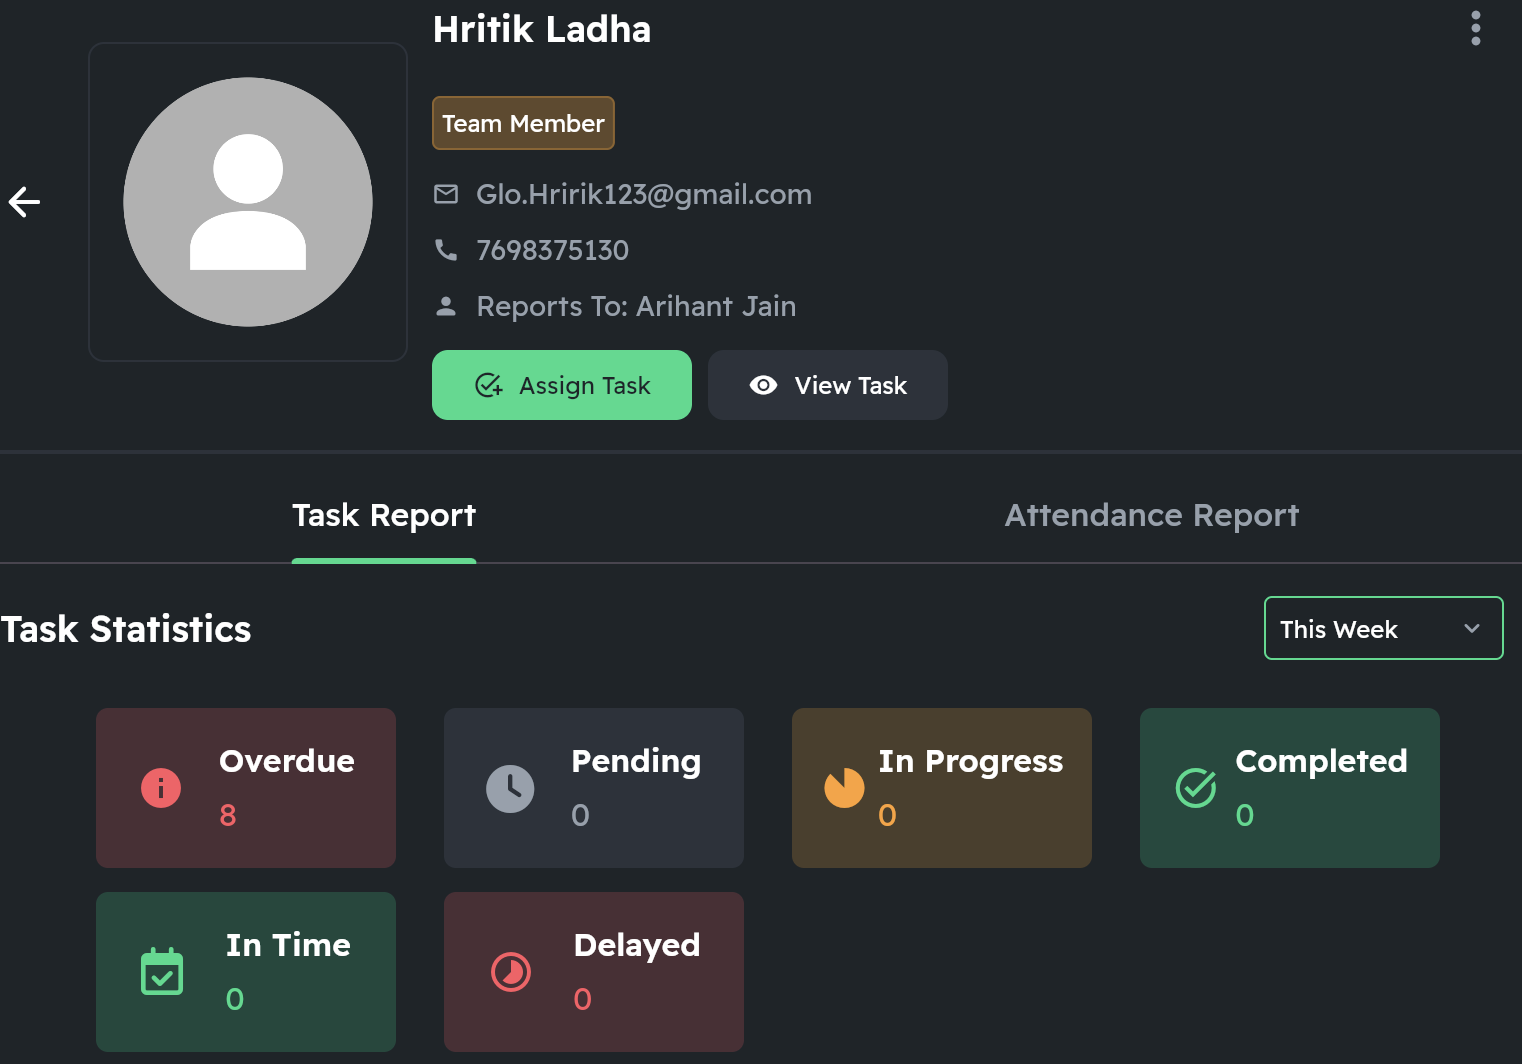 Hritik Ladha
Team Member
Glo.Hririk123@gmail.com
7698375130
Reports To: Arihant Jain
Assign Task
View Task
Task Report
Attendance Report
Task Statistics
This Week
Overdue
8
Pending
0
In Progress
0
Completed
0
In Time
0
Delayed
0